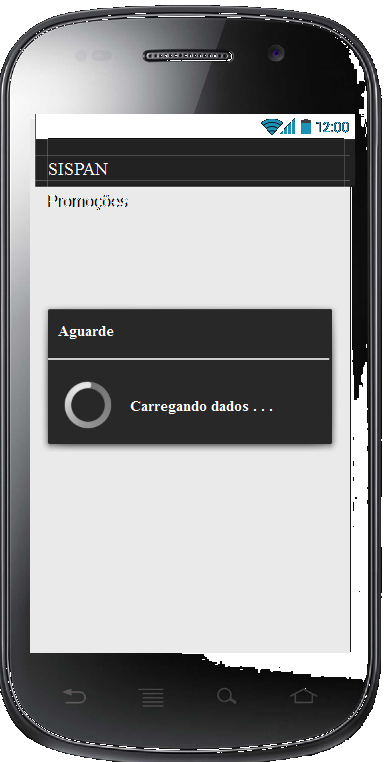 12:00
SISPAN
Promoções
Aguarde
Carregando dados . . .